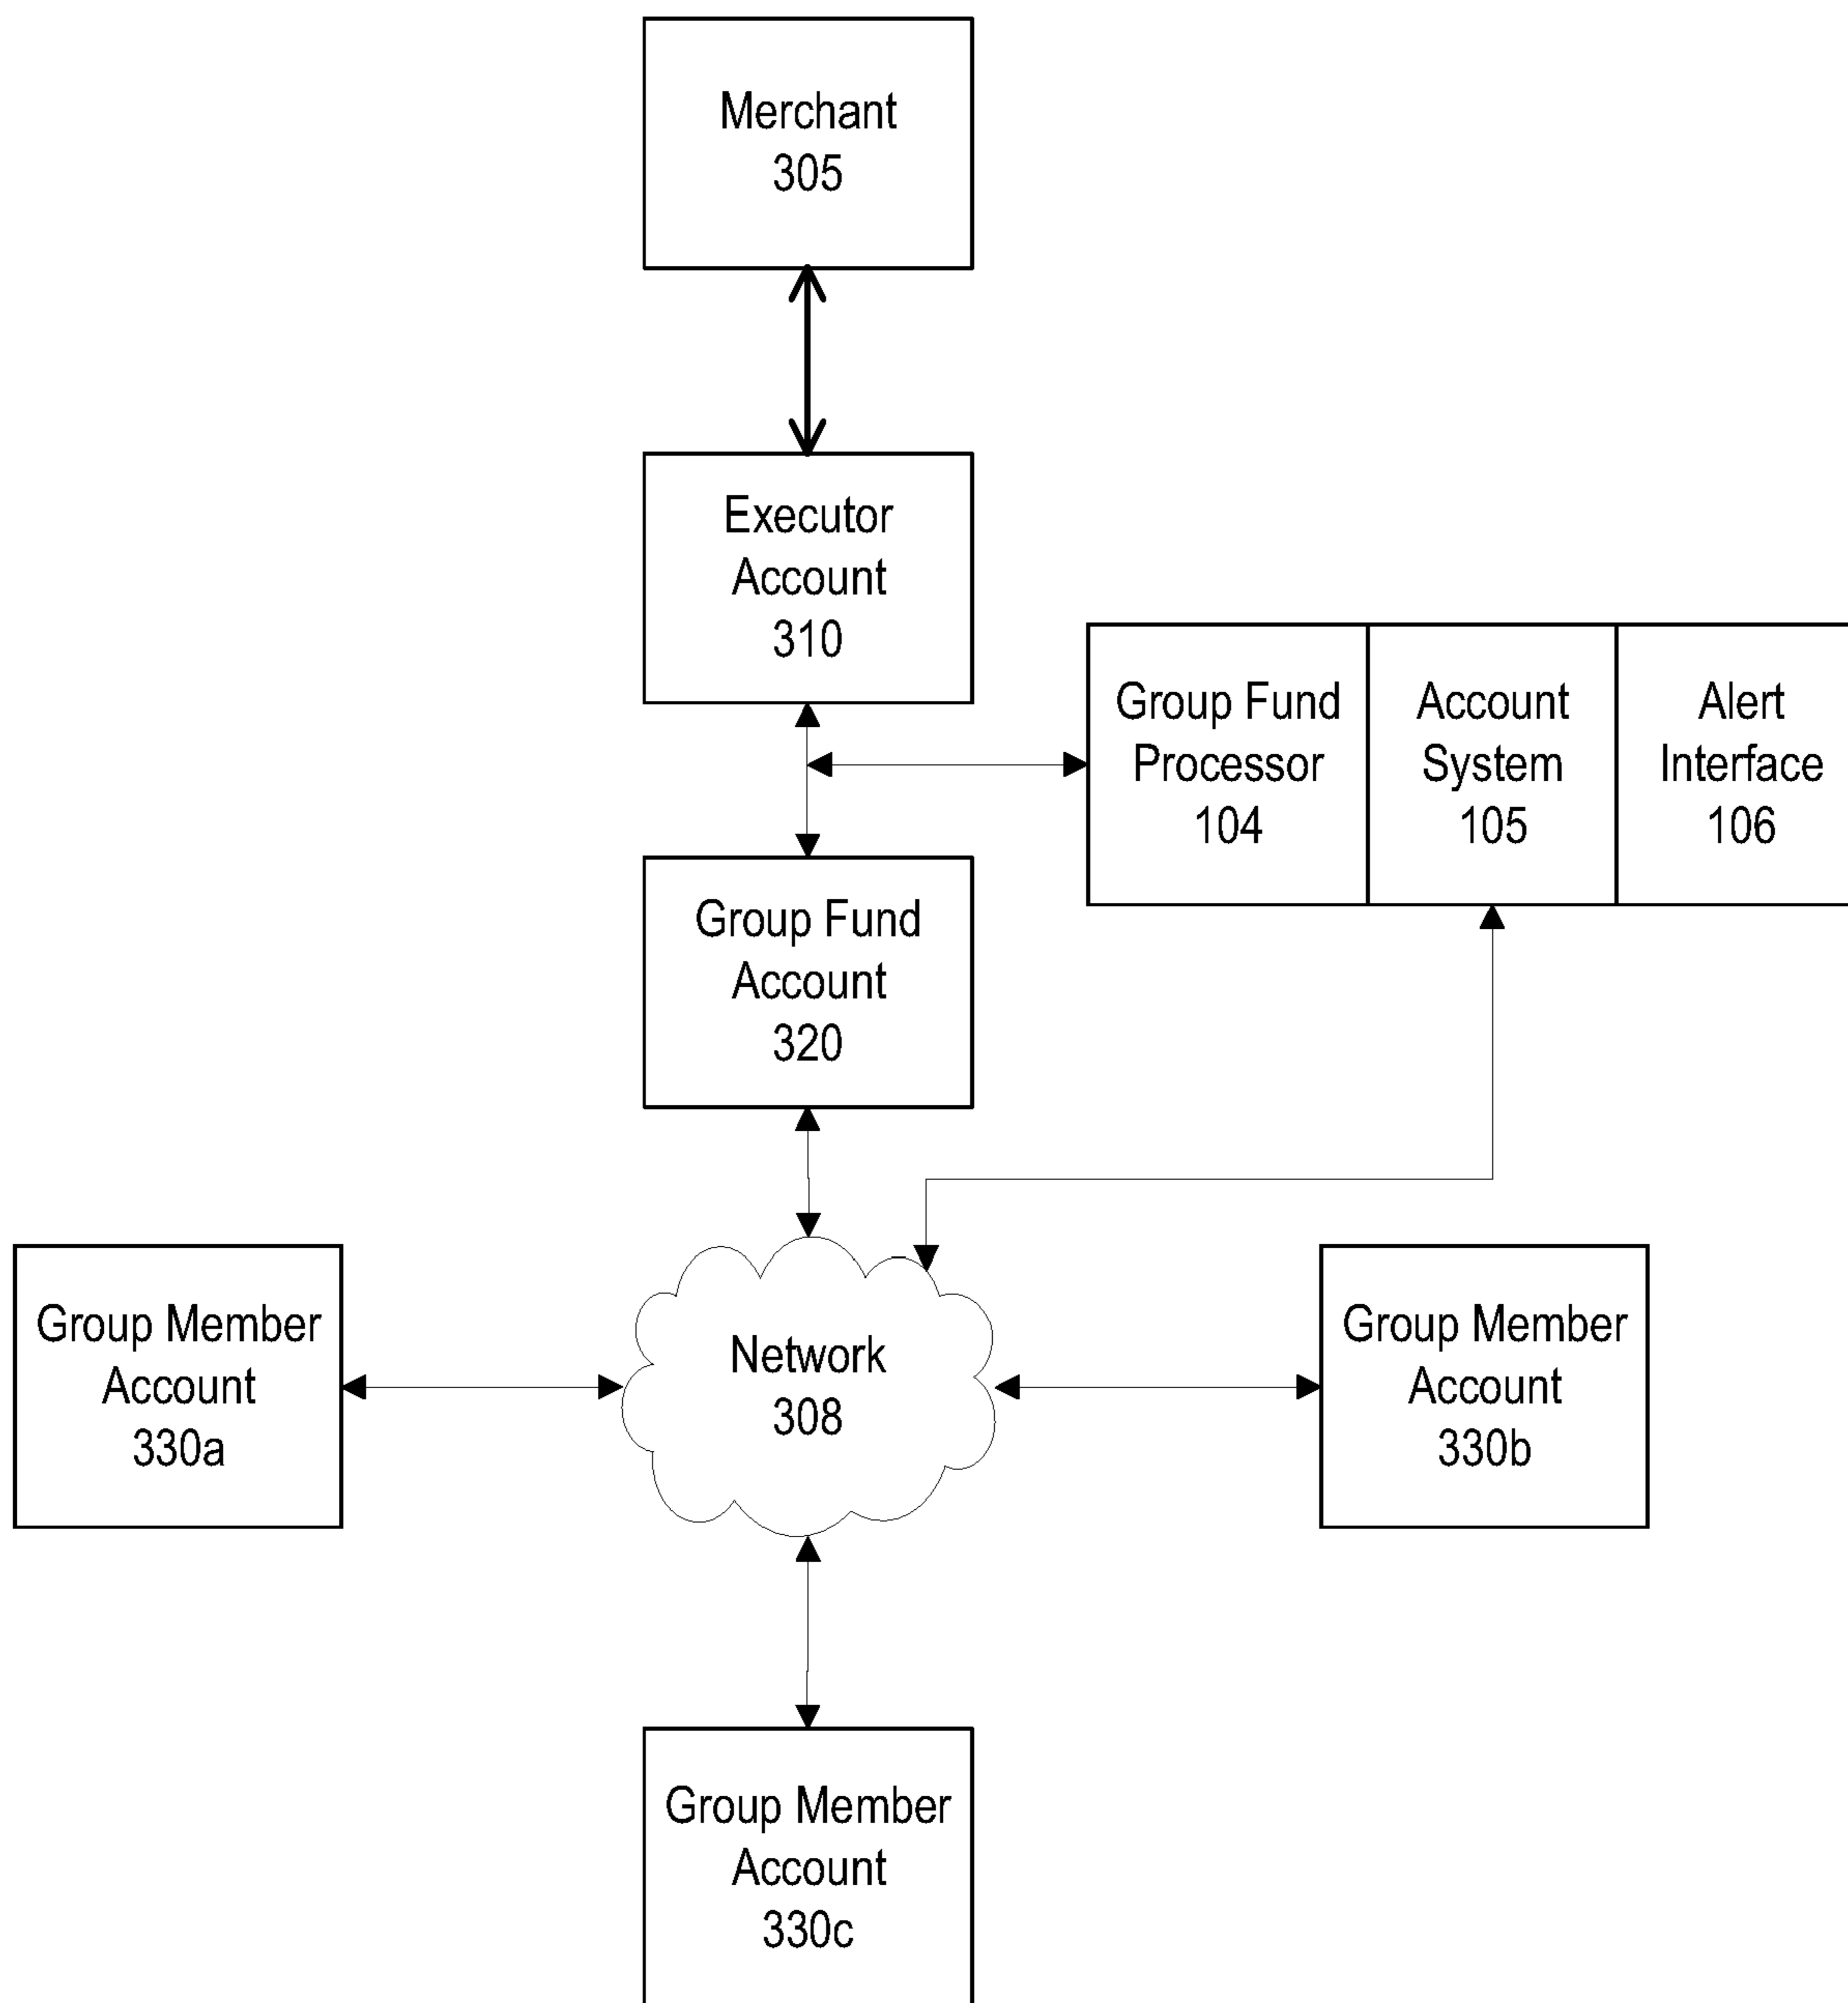 Merchant
305
Executor
Account
310
Group Fund
Processor
104
Account
System
105
Alert
Interface
106
Group Fund
Account
320
Group Member
Account
330a
Network
308
Group Member
Account
330b
Group Member
Account
330c